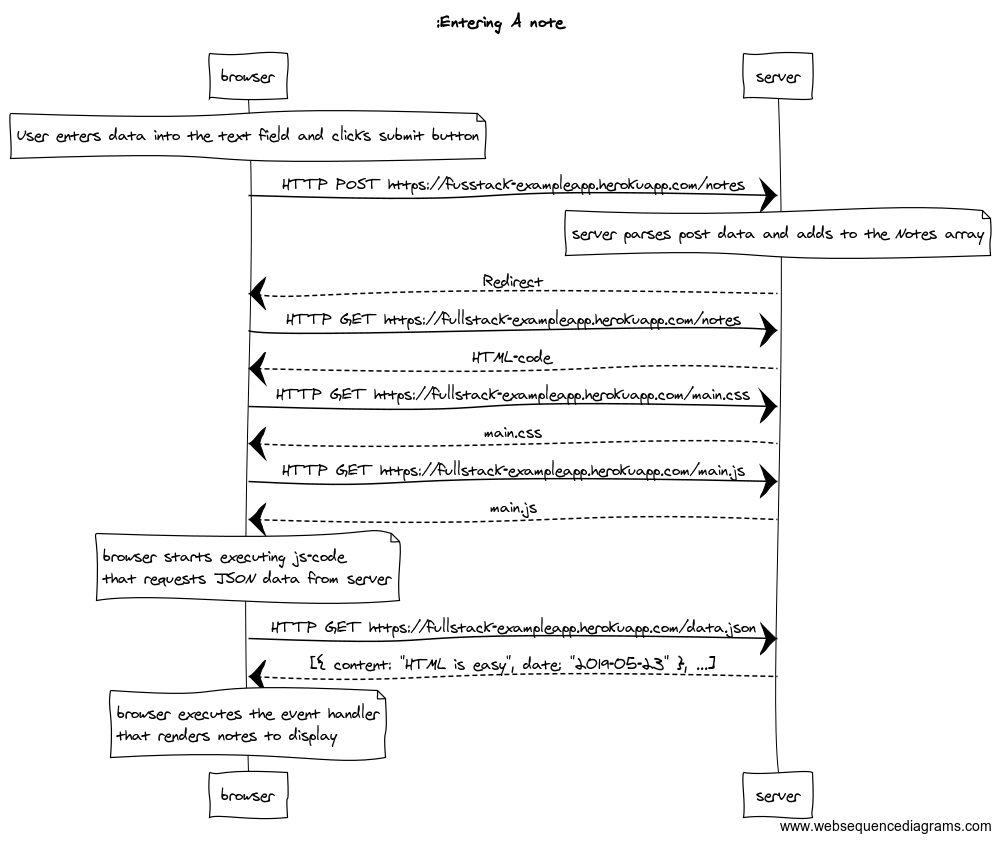 :Entering A note
browser
server
User enters data into the text field and clicks submit button
HTTP POST https://fusstack-exampleapp.herokuapp.com/notes
server parses post data and adds to the Notes array
Redirect
HTTP GET https://fullstack-exampleapp.herokuapp.com/notes
HTML-code
HTTP GET https://fullstack-exampleapp.herokuapp.com/main.css
main.css
HTTP GET https://fullstack-exampleapp.herokuapp.com/main.js
main.js
browser starts executing js-code
that requests JSON data from server
HTTP GET https://fullstack-exampleapp.herokuapp.com/data.json
[{ content: "HTML is easy", date: "2019-05-23" }, ...]
browser executes the event handler
that renders notes to display
browser
server
www.websequencediagrams.com